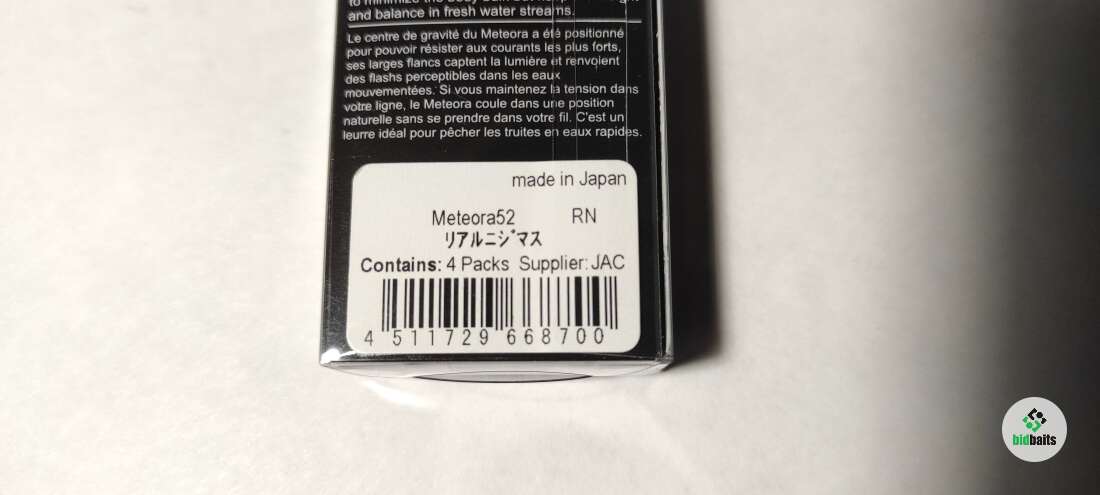 and balance in fresh water streams.
Le centre de gravité du Meteora a été positionné
pour pouvoir résister aux courants les plus forts,
ses larges flancs captent la lumière et renvoient
des flashs perceptibles dans les eaux
mouvementées. Si vous maintenez la tension dans
votre ligne, le Meteora coule dans une position
naturelle sans se prendre dans votre fil. C'est un
leurre idéal pour pêcher les truites en eaux rapides.
made in Japan
Meteora52 RN
リアルニジマス
Contains: 4 Packs Supplier: JAC
4 511729 668700
bidbaits